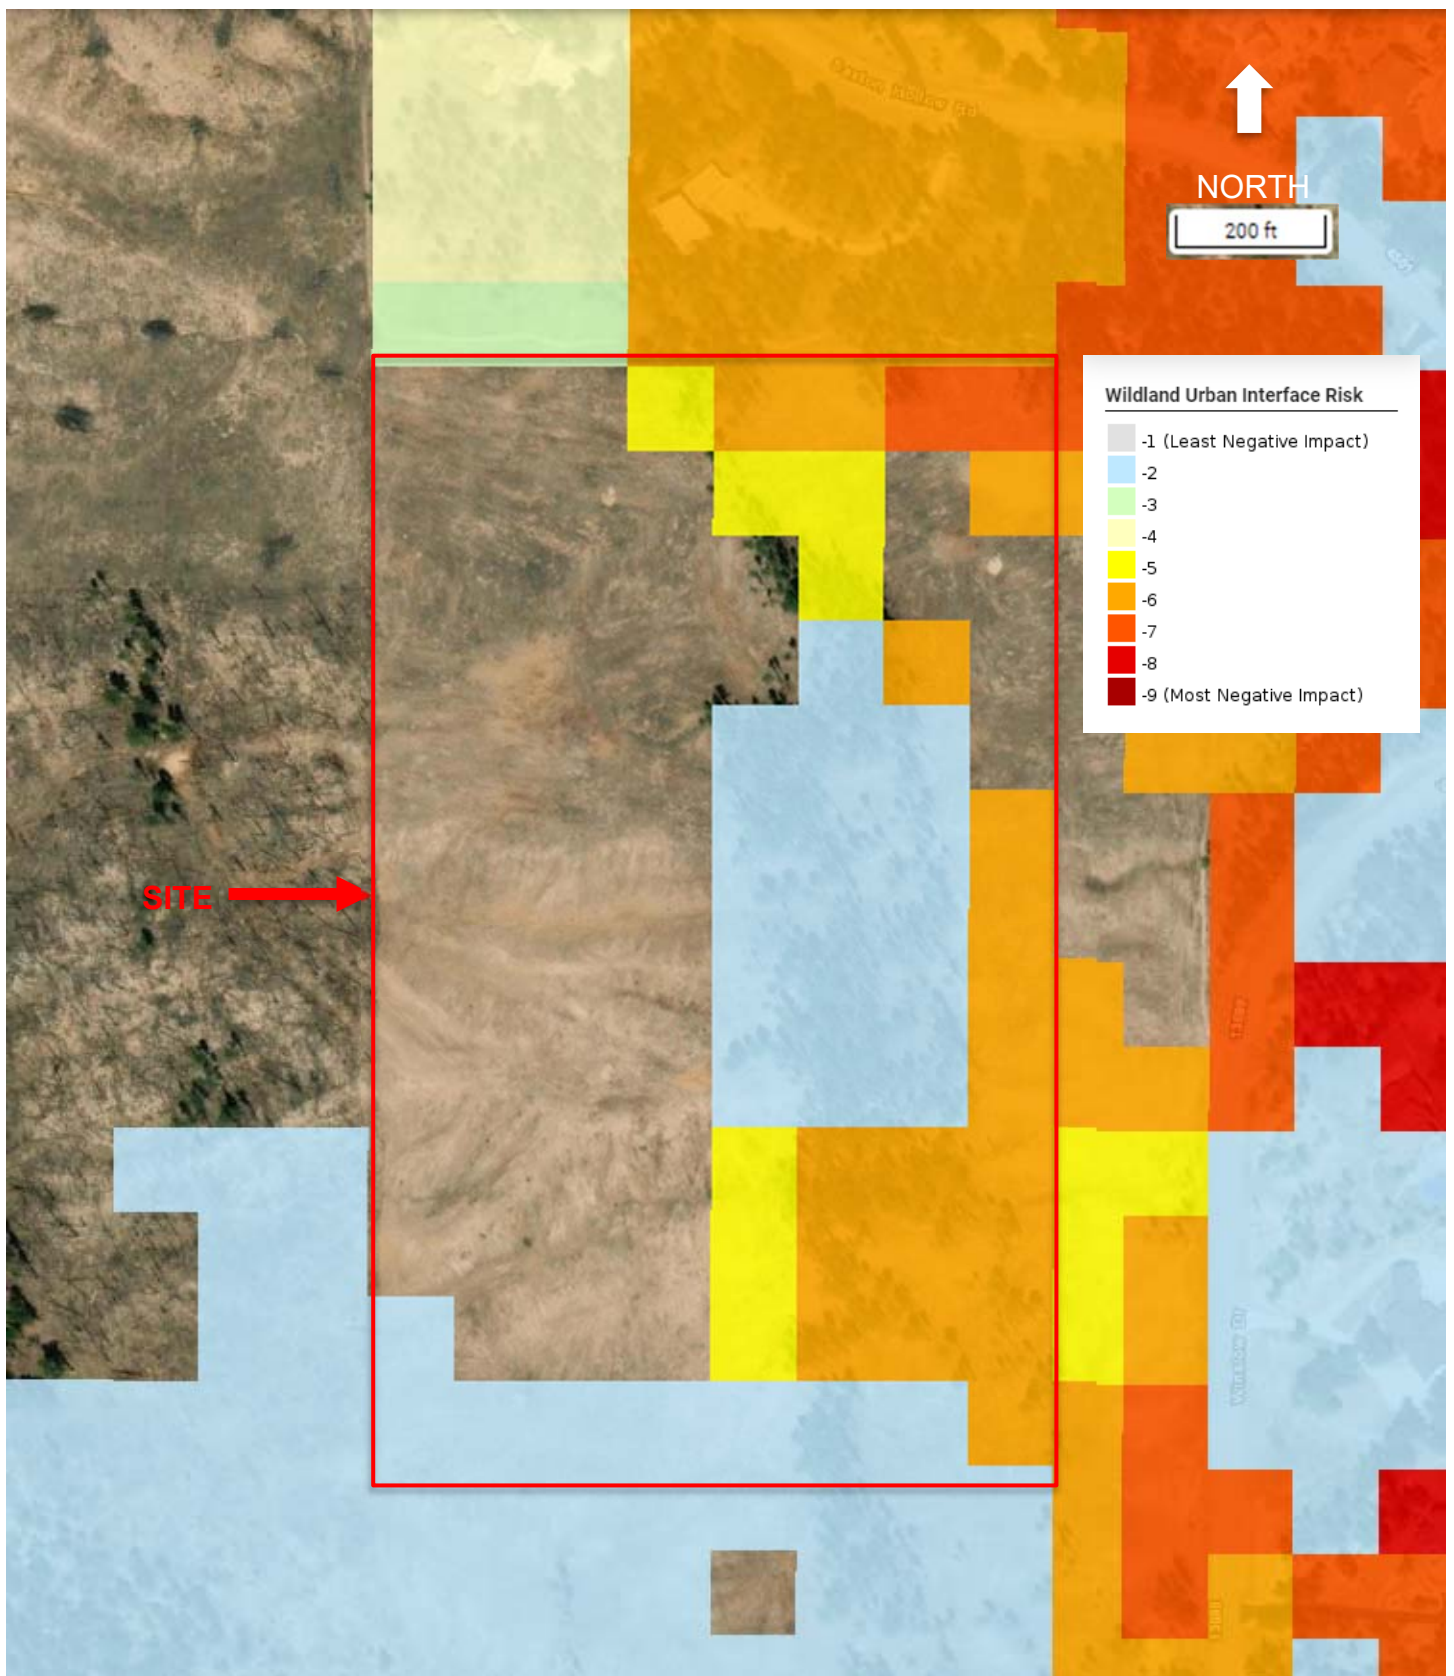 NORTH
200 ft
Wildland Urban Interface Risk
-1 (Least Negative Impact)
-2
-3
-4
-5
-6
-7
-8
-9 (Most Negative Impact)
SITE